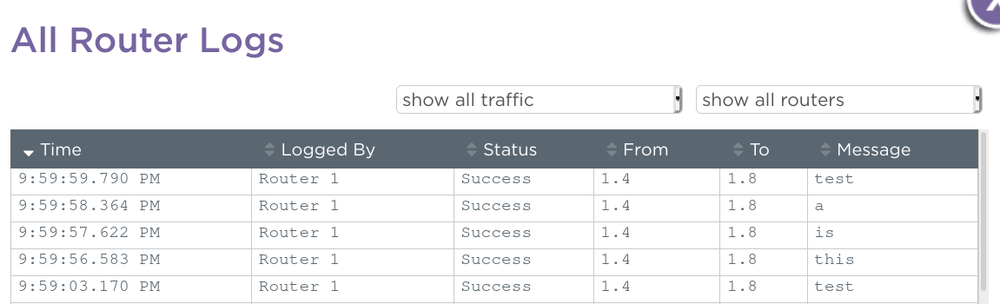 All Router Logs
show all traffic show all routers
Time Logged By Status From To Message
9:59:59.790 PM Router 1 Success 1.4 1.8 test
9:59:58.364 PM Router 1 Success 1.4 1.8 a
9:59:57.622 PM Router 1 Success 1.4 1.8 is
9:59:56.583 PM Router 1 Success 1.4 1.8 this
9:59:03.170 PM Router 1 Success 1.4 1.8 test